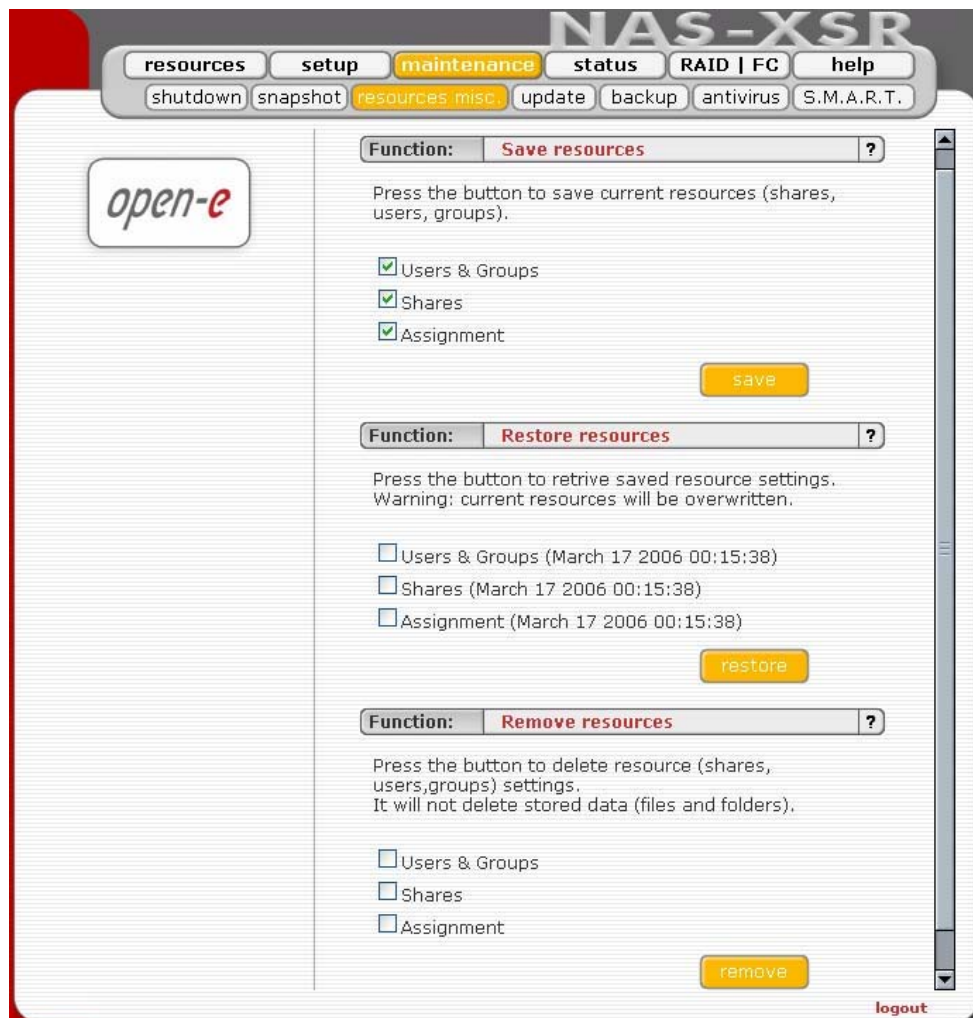 NAS-XSR
resources setup maintenance status RAID | FC help
shutdown snapshot resources misc. update backup antivirus S.M.A.R.T.
open-e
Function: Save resources ?
Press the button to save current resources (shares,
users, groups).
Users & Groups
Shares
Assignment
save
Function: Restore resources ?
Press the button to retrive saved resource settings.
Warning: current resources will be overwritten.
Users & Groups (March 17 2006 00:15:38)
Shares (March 17 2006 00:15:38)
Assignment (March 17 2006 00:15:38)
restore
Function: Remove resources ?
Press the button to delete resource (shares,
users,groups) settings.
It will not delete stored data (files and folders).
Users & Groups
Shares
Assignment
remove
logout